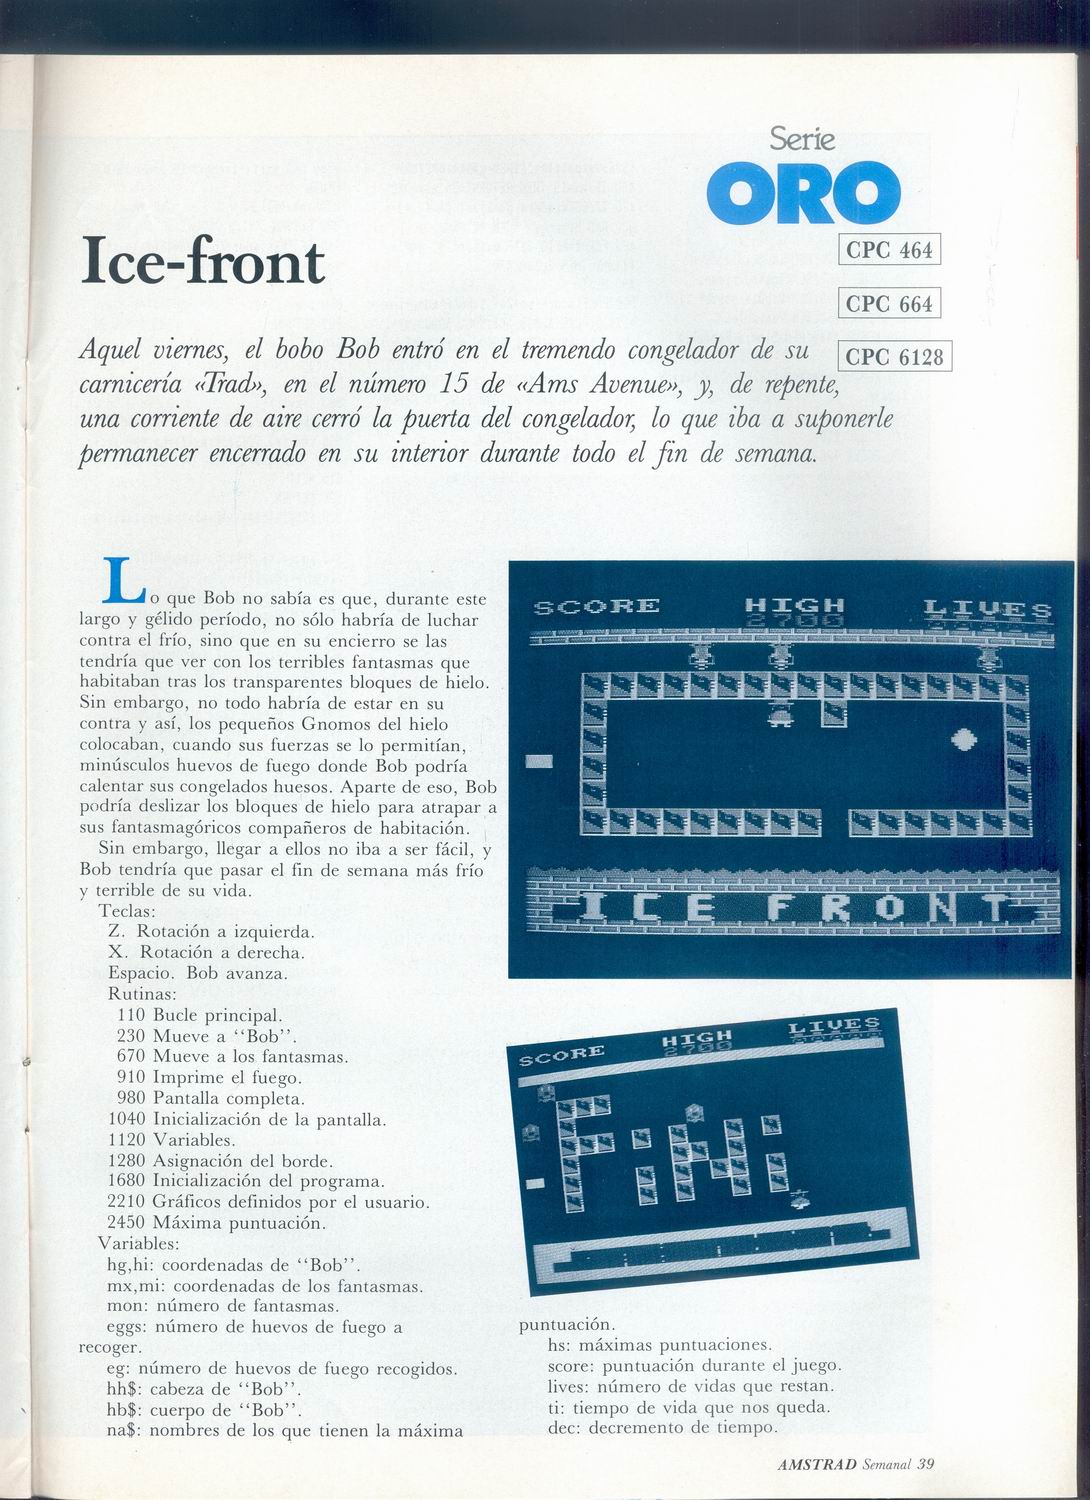 Serie
ORO
CPC 464
CPC 664
CPC 6128
Ice-front
Aquel viernes, el bobo Bob entró en el tremendo congelador de su
carnicería «Trad», en el número 15 de «Ams Avenue», y, de repente,
una corriente de aire cerró la puerta del congelador, lo que iba a suponerle
permanecer encerrado en su interior durante todo el fin de semana.
Lo que Bob no sabía es que, durante este
largo y gélido período, no sólo habría de luchar
contra el frío, sino que en su encierro se las
tendría que ver con los terribles fantasmas que
habitaban tras los transparentes bloques de hielo.
Sin embargo, no todo habría de estar en su
contra y así, los pequeños Gnomos del hielo
colocaban, cuando sus fuerzas se lo permitían,
minúsculos huevos de fuego donde Bob podría
calentar sus congelados huesos. Aparte de eso, Bob
podría deslizar los bloques de hielo para atrapar a
sus fantasmagóricos compañeros de habitación.
Sin embargo, llegar a ellos no iba a ser fácil, y
Bob tendría que pasar el fin de semana más frío
y terrible de su vida.
Teclas:
Z. Rotación a izquierda.
X. Rotación a derecha.
Espacio. Bob avanza.
Rutinas:
110 Bucle principal.
230 Mueve a “Bob”.
670 Mueve a los fantasmas.
910 Imprime el fuego.
980 Pantalla completa.
1040 Inicialización de la pantalla.
1120 Variables.
1280 Asignación del borde.
1680 Inicialización del programa.
2210 Gráficos definidos por el usuario.
2450 Máxima puntuación.
Variables:
hg,hi: coordenadas de “Bob”.
mx,mi: coordenadas de los fantasmas.
mon: número de fantasmas.
eggs: número de huevos de fuego a
recoger.
eg: número de huevos de fuego recogidos.
hh$: cabeza de “Bob”.
hb$: cuerpo de “Bob”.
na$: nombres de los que tienen la máxima
SCORE HIGH LIVES
2700
ICE FRONT
SCORE HIGH LIVES
2700
puntuación.
hs: máximas puntuaciones.
score: puntuación durante el juego.
lives: número de vidas que restan.
ti: tiempo de vida que nos queda.
dec: decremento de tiempo.
AMSTRAD Semanal 39